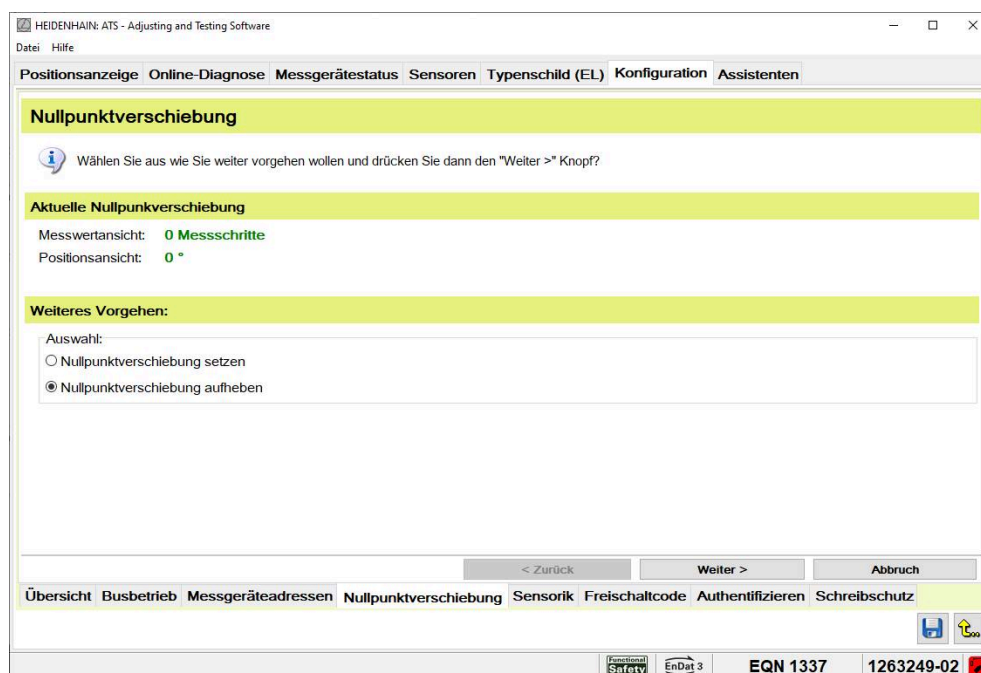 HEIDENHAIN: ATS - Adjusting and Testing Software
Datei Hilfe
Positionsanzeige Online-Diagnose Messgerätestatus Sensoren Typenschild (EL) Konfiguration Assistenten
Nullpunktverschiebung
Wählen Sie aus wie Sie weiter vorgehen wollen und drücken Sie dann den "Weiter >" Knopf?
Aktuelle Nullpunkverschiebung
Messwertansicht: 0 Messschritte
Positionsansicht: 0 °
Weiteres Vorgehen:
Auswahl:
Nullpunktverschiebung setzen
Nullpunktverschiebung aufheben
< Zurück Weiter > Abbruch
Übersicht Busbetrieb Messgeräteadressen Nullpunktverschiebung Sensorik Freischaltcode Authentifizieren Schreibschutz
Functional
Safety EnDat 3 EQN 1337 1263249-02